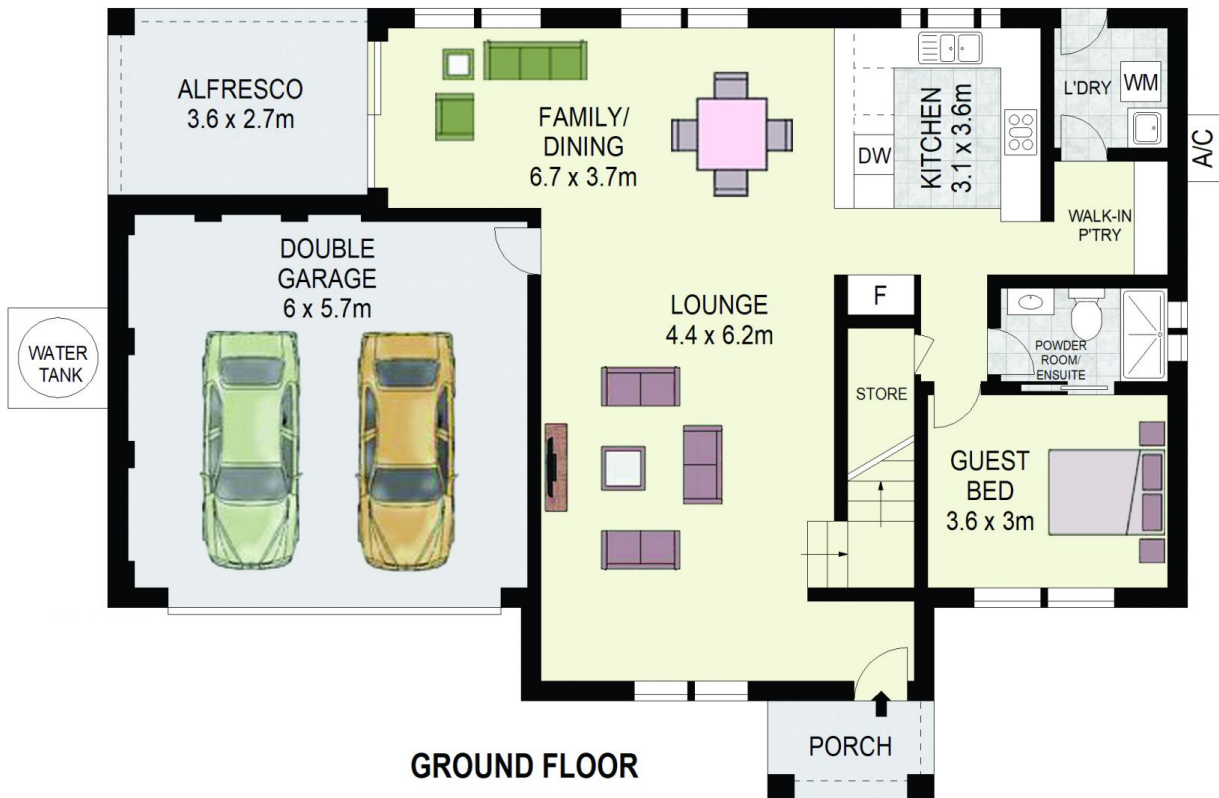 ALFRESCO
3.6 x 2.7m
FAMILY/
DINING
6.7 x 3.7m
DW
KITCHEN
3.1 x 3.6m
L'DRY
WM
A/C
WALK-IN
P'TRY
DOUBLE
GARAGE
6 x 5.7m
LOUNGE
4.4 x 6.2m
F
WATER
TANK
STORE
POWDER
ROOM/
ENSUITE
GUEST
BED
3.6 x 3m
PORCH
GROUND FLOOR